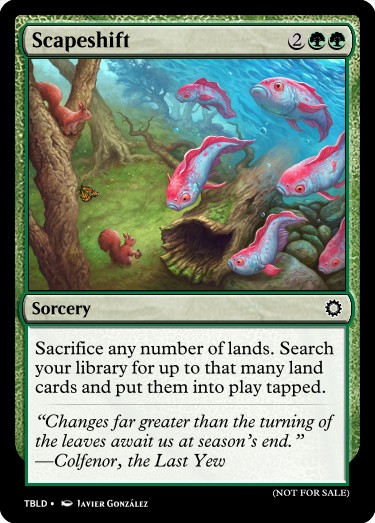 Scapeshift 2
Sorcery
Sacrifice any number of lands. Search
your library for up to that many land
cards and put them into play tapped.
“Changes far greater than the turning of
the leaves await us at season’s end.”
—Colfenor, the Last Yew
(NOT FOR SALE)
TBLD • Javier González